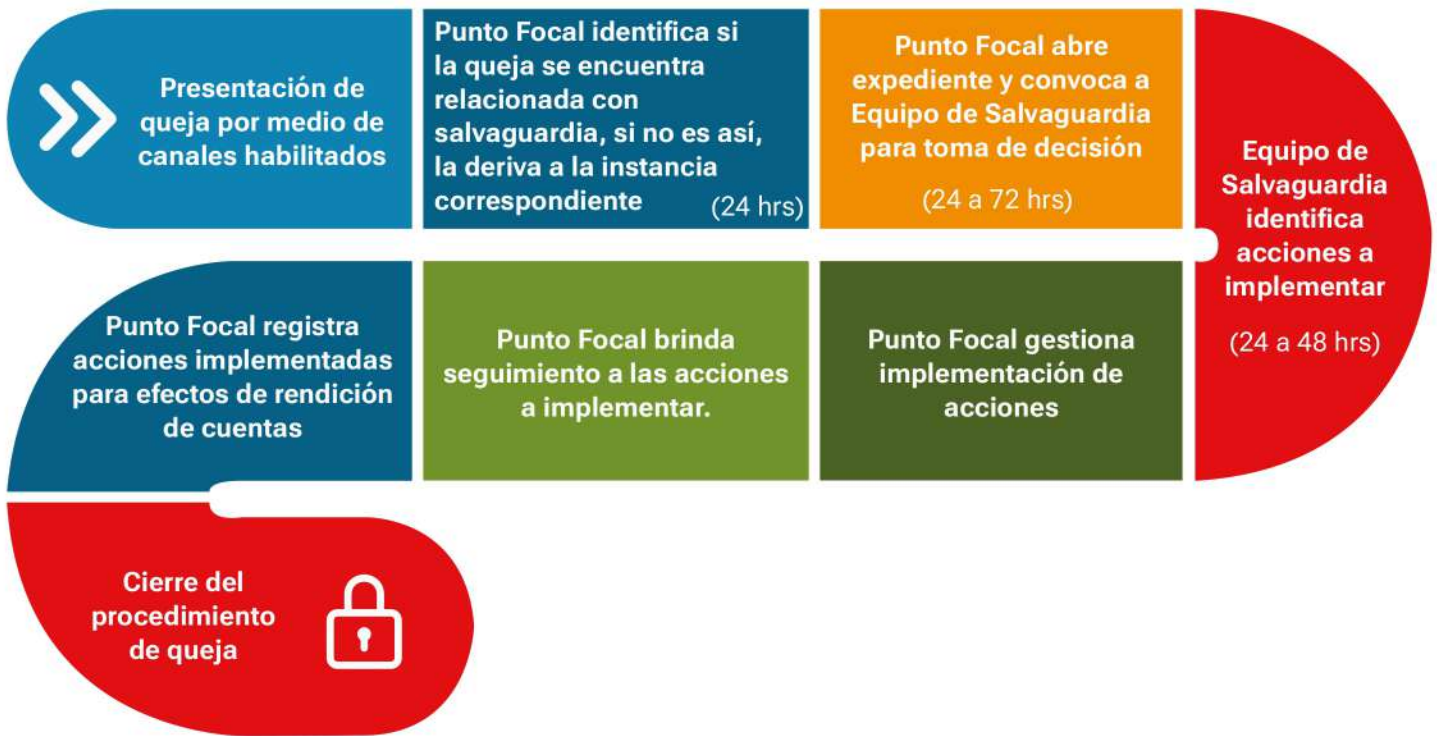 Presentación de
queja por medio de
canales habilitados
Punto Focal identifica si
la queja se encuentra
relacionada con
salvaguardia, si no es así,
la deriva a la instancia
correspondiente (24 hrs)
Punto Focal abre
expediente y convoca a
Equipo de Salvaguardia
para toma de decisión
(24 a 72 hrs)
Equipo de
Salvaguardia
identifica
acciones a
implementar
(24 a 48 hrs)
Punto Focal gestiona
implementación de
acciones
Punto Focal brinda
seguimiento a las acciones
a implementar.
Punto Focal registra
acciones implementadas
para efectos de rendición
de cuentas
Cierre del
procedimiento
de queja